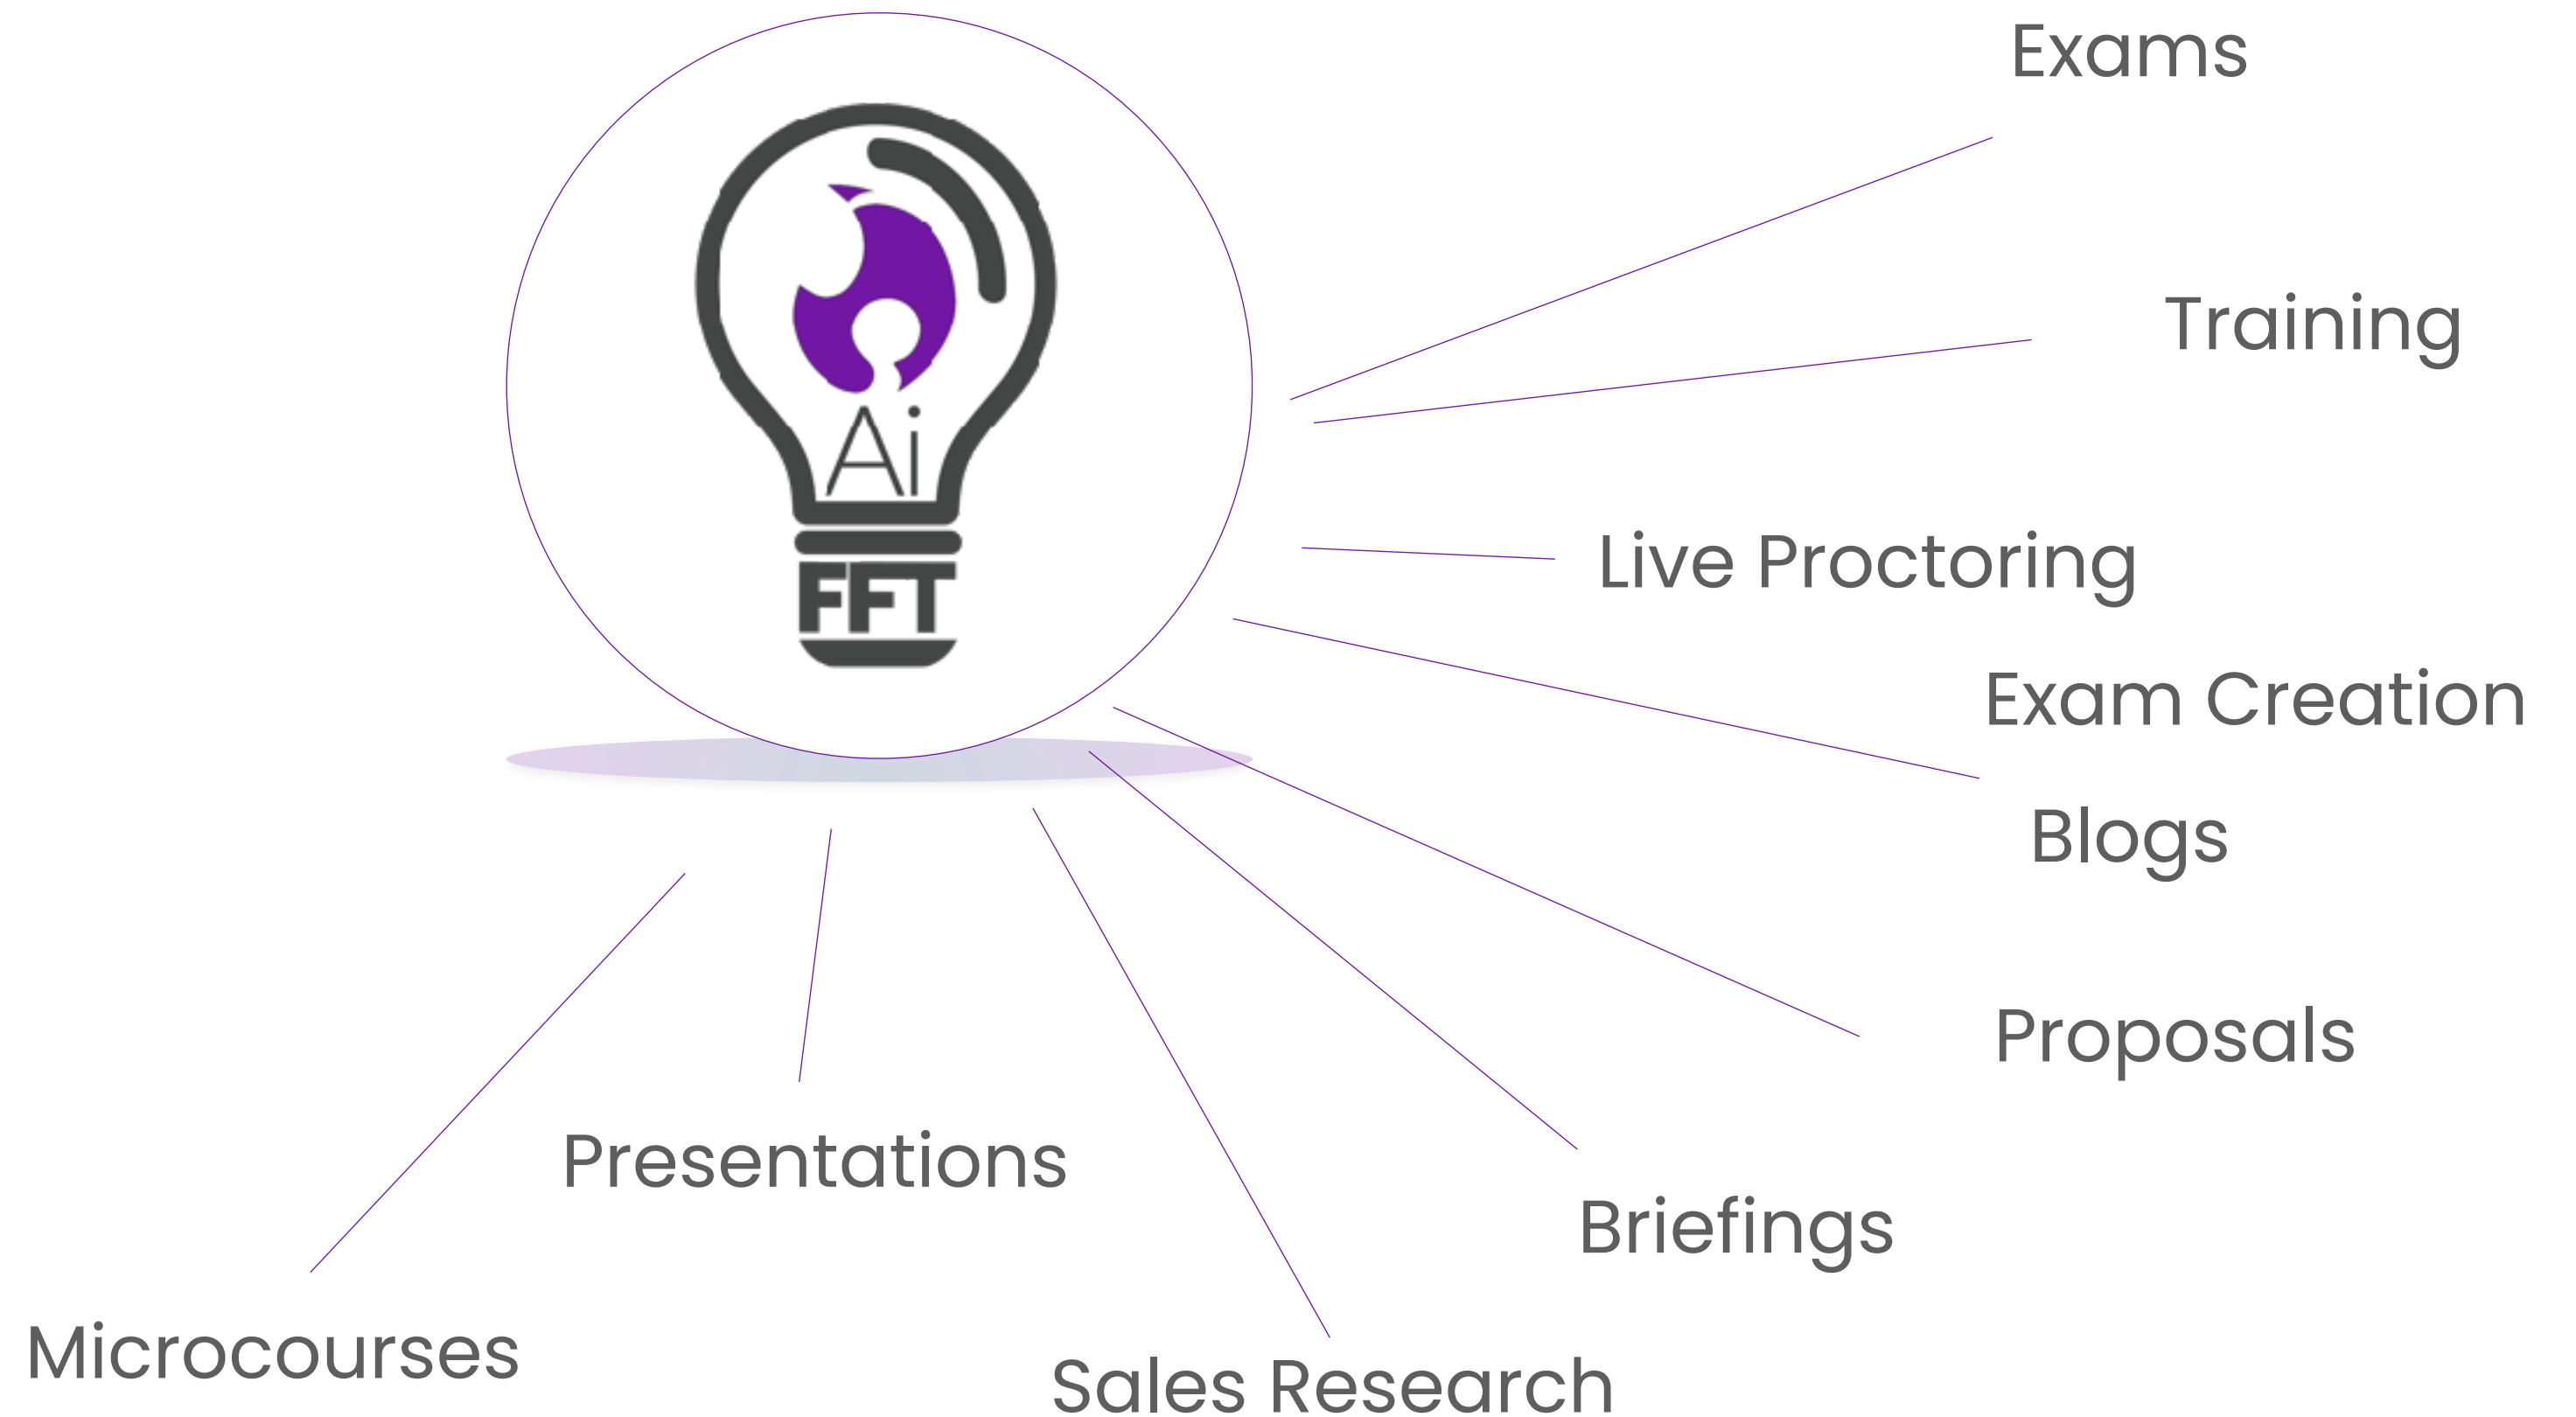 Exams
Training
Ai
Live Proctoring
FFT
Exam Creation
Blogs
Proposals
Presentations
Briefings
Microcourses
Sales Research